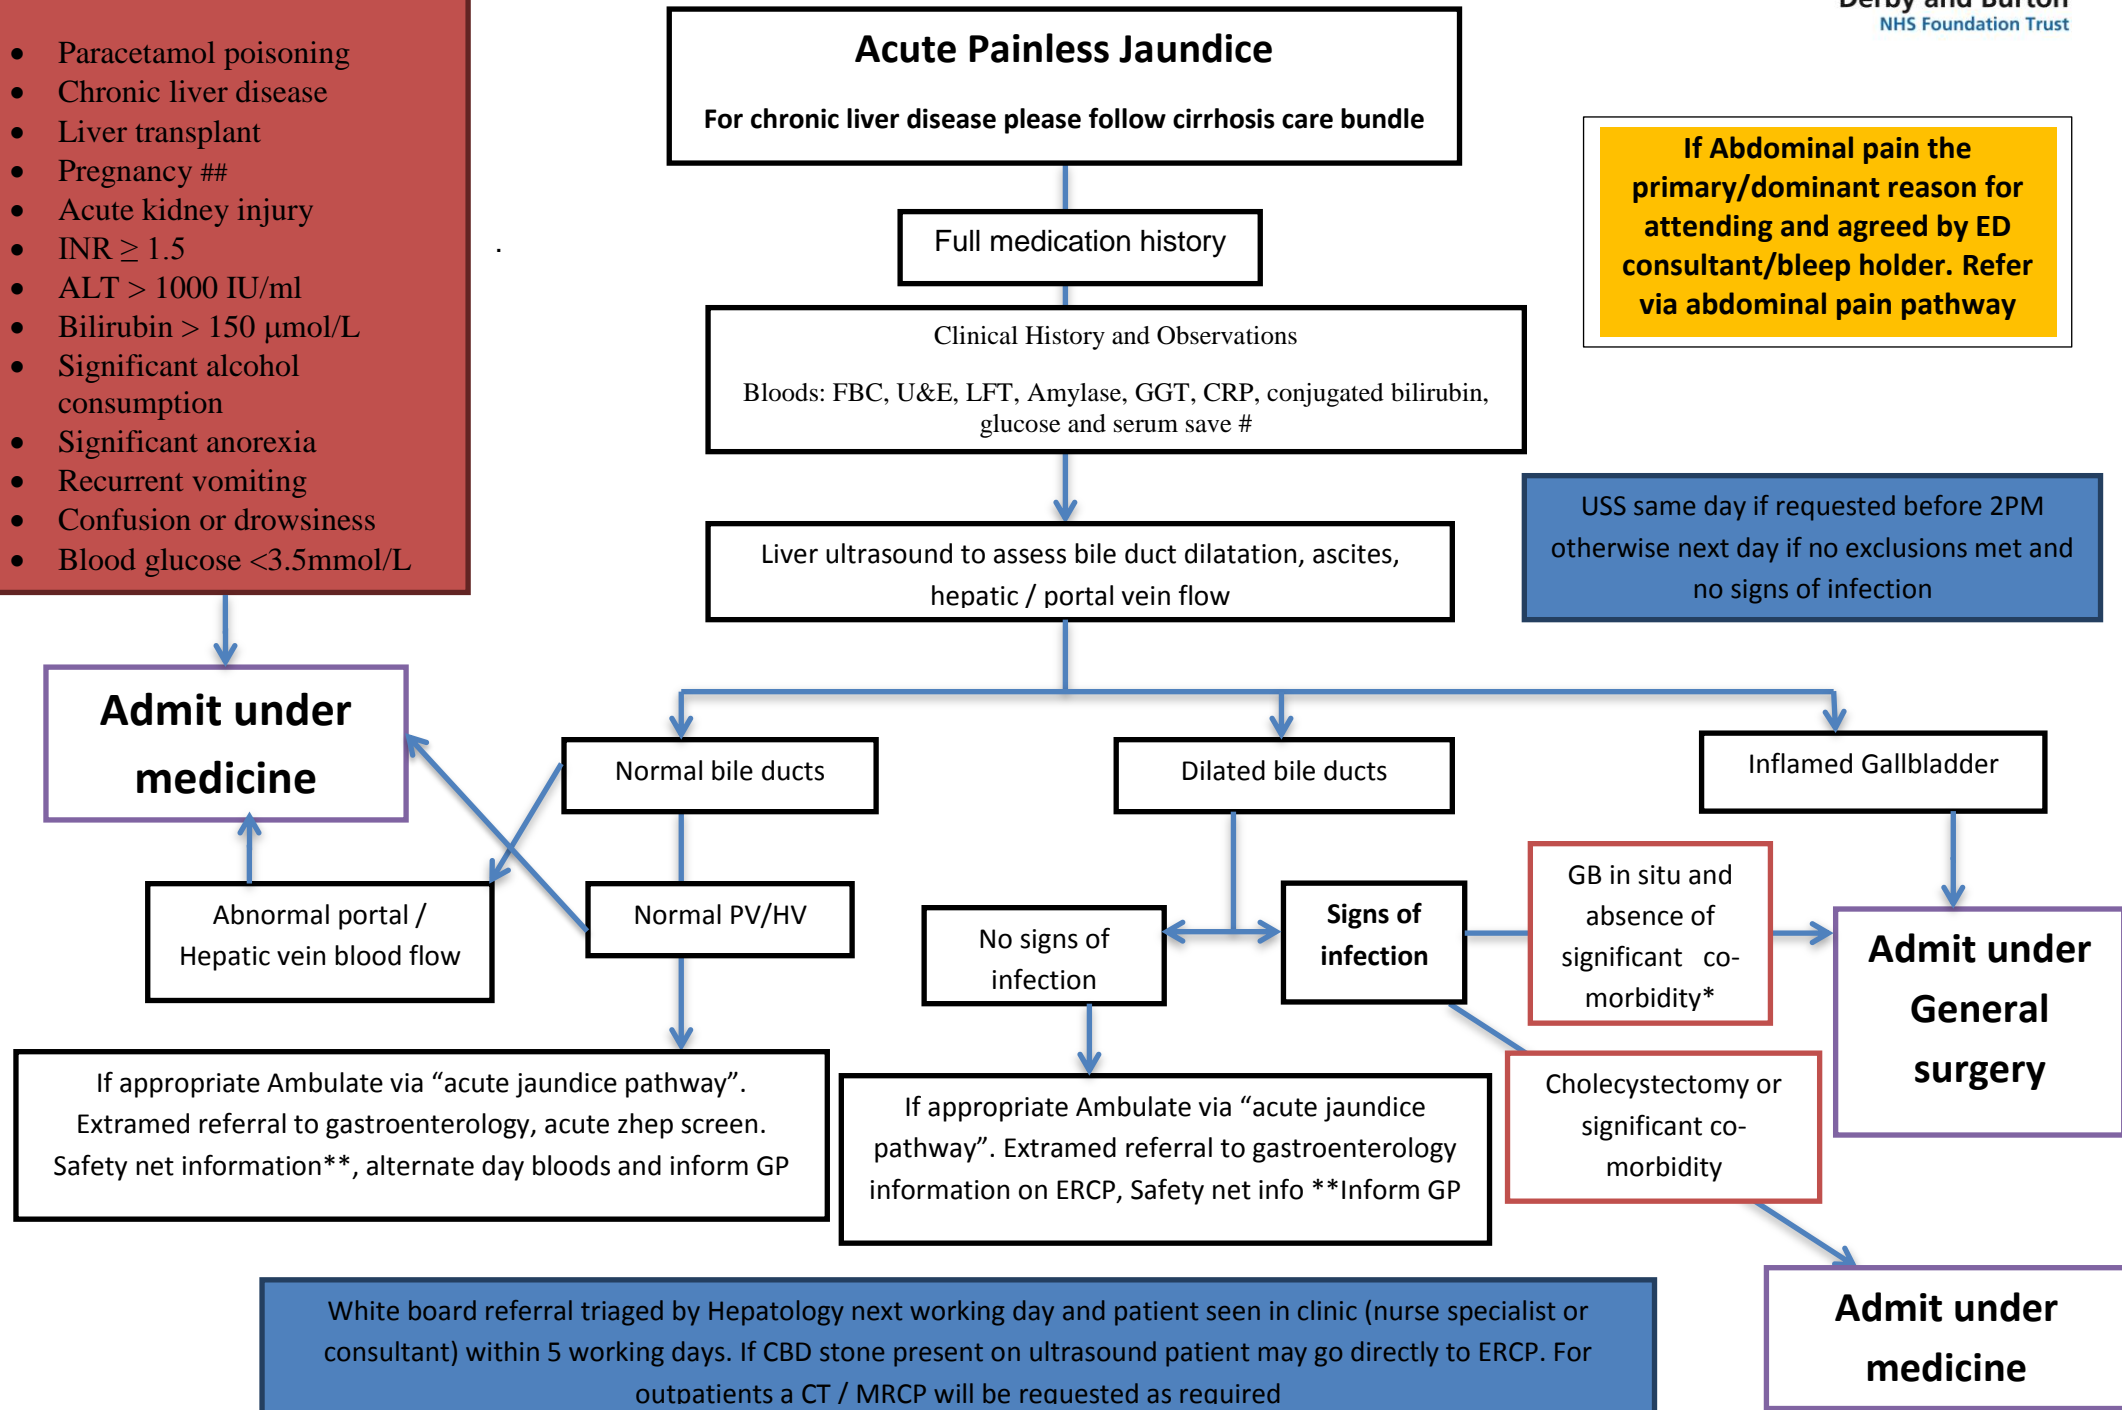 Derby and Burton
NHS Foundation Trust
• Paracetamol poisoning
• Chronic liver disease
• Liver transplant
• Pregnancy ##
• Acute kidney injury
• INR ≥ 1.5
• ALT > 1000 IU/ml
• Bilirubin > 150 µmol/L
• Significant alcohol
consumption
• Significant anorexia
• Recurrent vomiting
• Confusion or drowsiness
• Blood glucose <3.5mmol/L
Acute Painless Jaundice
For chronic liver disease please follow cirrhosis care bundle
If Abdominal pain the
primary/dominant reason for
attending and agreed by ED
consultant/bleep holder. Refer
via abdominal pain pathway
Full medication history
.
Clinical History and Observations
Bloods: FBC, U&E, LFT, Amylase, GGT, CRP, conjugated bilirubin,
glucose and serum save #
USS same day if requested before 2PM
otherwise next day if no exclusions met and
no signs of infection
Liver ultrasound to assess bile duct dilatation, ascites,
hepatic / portal vein flow
Admit under
medicine
Normal bile ducts
Dilated bile ducts
Inflamed Gallbladder
Abnormal portal /
Hepatic vein blood flow
Normal PV/HV
No signs of
infection
Signs of
infection
GB in situ and
absence of
significant co-
morbidity*
Admit under
General
surgery
If appropriate Ambulate via “acute jaundice pathway”.
Extramed referral to gastroenterology, acute zhep screen.
Safety net information**, alternate day bloods and inform GP
If appropriate Ambulate via “acute jaundice
pathway”. Extramed referral to gastroenterology
information on ERCP, Safety net info **Inform GP
Cholecystectomy or
significant co-
morbidity
White board referral triaged by Hepatology next working day and patient seen in clinic (nurse specialist or
consultant) within 5 working days. If CBD stone present on ultrasound patient may go directly to ERCP. For
outpatients a CT / MRCP will be requested as required
Admit under
medicine